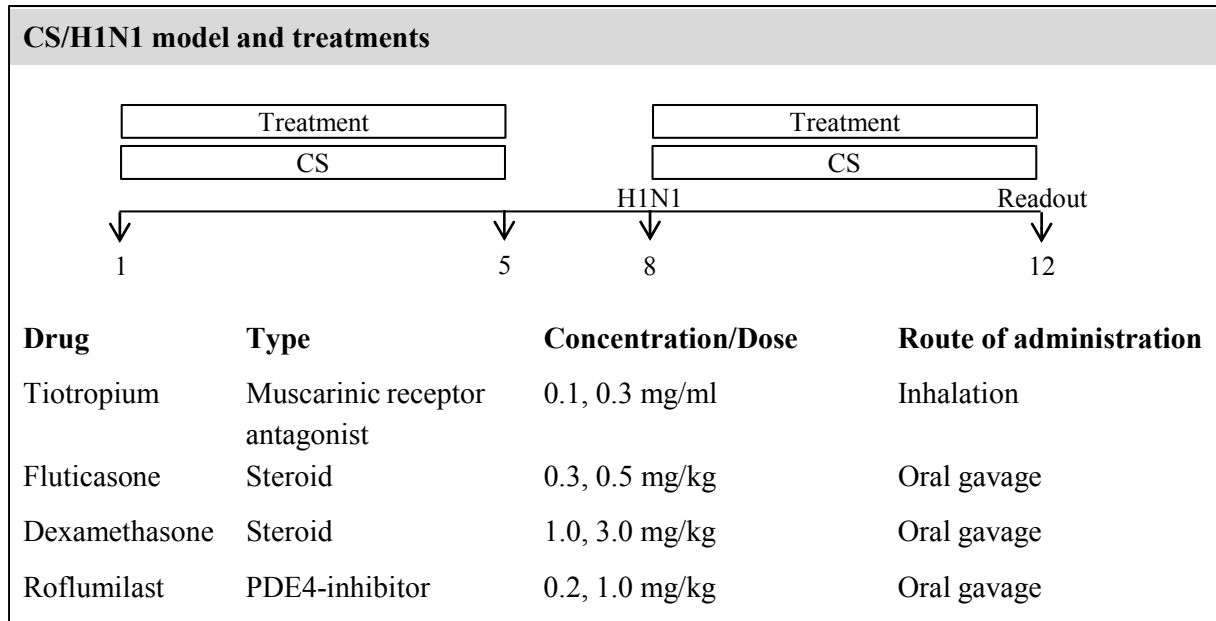 CS/H1N1 model and treatments
Treatment Treatment
CS CS
H1N1 Readout
1 5 8 12
Drug Type Concentration/Dose Route of administration
Tiotropium Muscarinic receptor 0.1, 0.3 mg/ml Inhalation
antagonist
Fluticasone Steroid 0.3, 0.5 mg/kg Oral gavage
Dexamethasone Steroid 1.0, 3.0 mg/kg Oral gavage
Roflumilast PDE4-inhibitor 0.2, 1.0 mg/kg Oral gavage